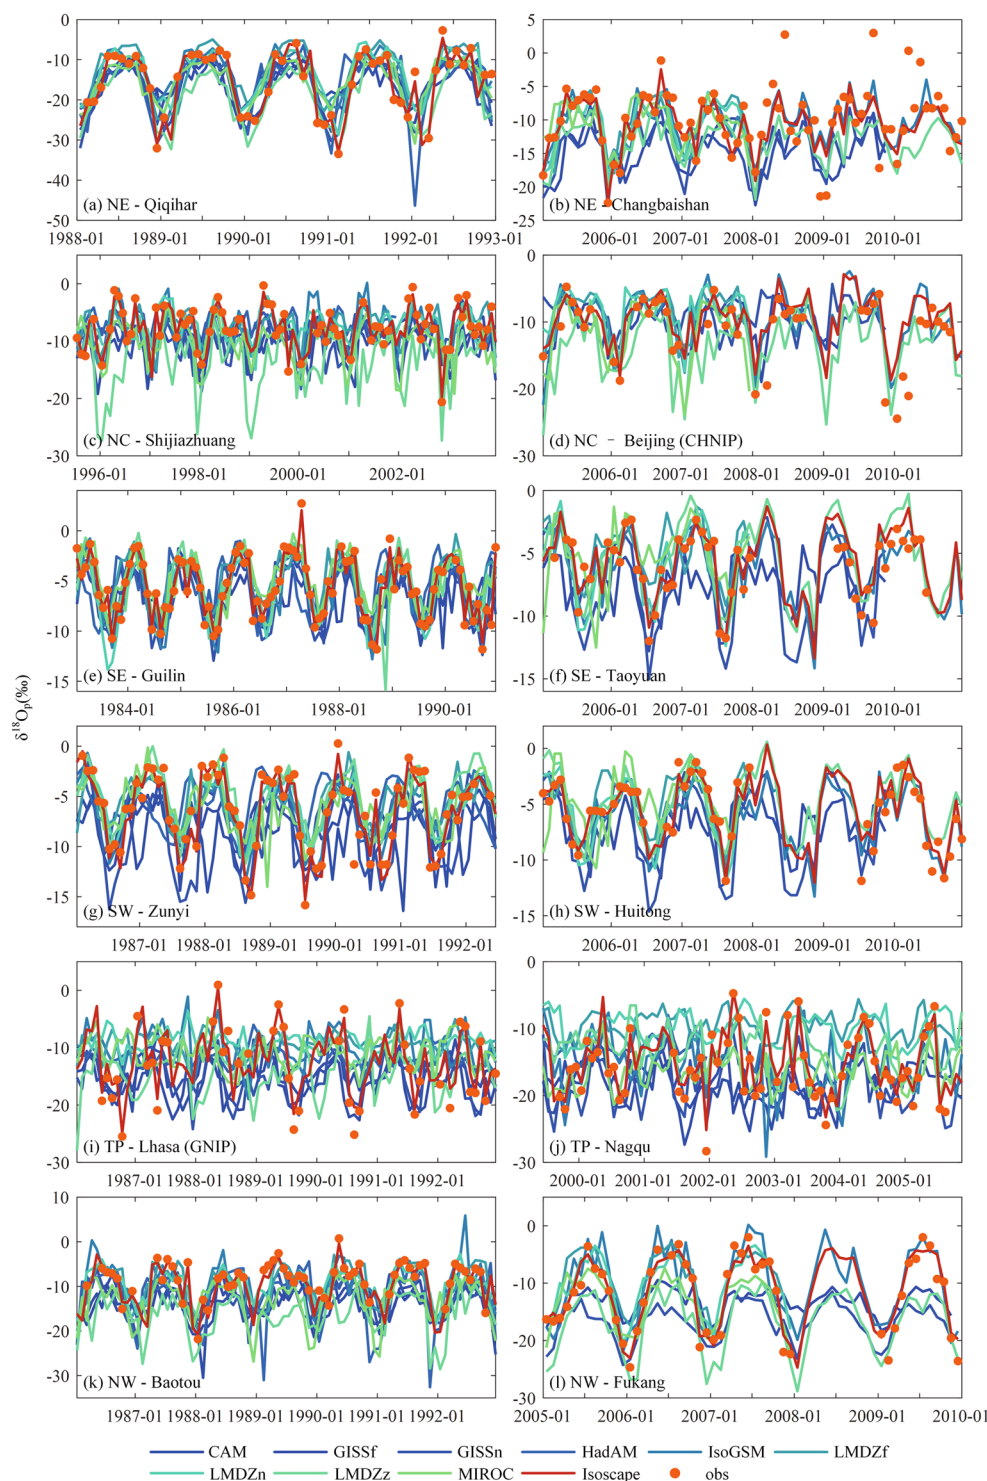 0
-10
-20
-30
-40
-50
(a) NE - Qiqihar
1988-01 1989-01 1990-01 1991-01 1992-01 1993-01
5
0
-5
-10
-15
-20
-25
(b) NE - Changbaishan
2006-01 2007-01 2008-01 2009-01 2010-01
0
-10
-20
-30
(c) NC - Shijiazhuang
1996-01 1998-01 2000-01 2002-01
0
-10
-20
-30
(d) NC - Beijing (CHNIP)
2006-01 2007-01 2008-01 2009-01 2010-01
0
-5
-10
-15
(e) SE - Guilin
1984-01 1986-01 1988-01 1990-01
0
-5
-10
-15
(f) SE - Taoyuan
2006-01 2007-01 2008-01 2009-01 2010-01
δ¹⁸Oₚ(‰)
0
-5
-10
-15
(g) SW - Zunyi
1987-01 1988-01 1989-01 1990-01 1991-01 1992-01
0
-5
-10
-15
(h) SW - Huitong
2006-01 2007-01 2008-01 2009-01 2010-01
0
-10
-20
-30
(i) TP - Lhasa (GNIP)
1987-01 1988-01 1989-01 1990-01 1991-01 1992-01
0
-10
-20
-30
(j) TP - Nagqu
2000-01 2001-01 2002-01 2003-01 2004-01 2005-01
10
0
-10
-20
-30
(k) NW - Baotou
1987-01 1988-01 1989-01 1990-01 1991-01 1992-01
0
-10
-20
-30
(l) NW - Fukang
2005-01 2006-01 2007-01 2008-01 2009-01 2010-01
CAM GISSf GISSn HadAM IsoGSM LMDZf
LMDZn LMDZz MIROC Isoscape obs